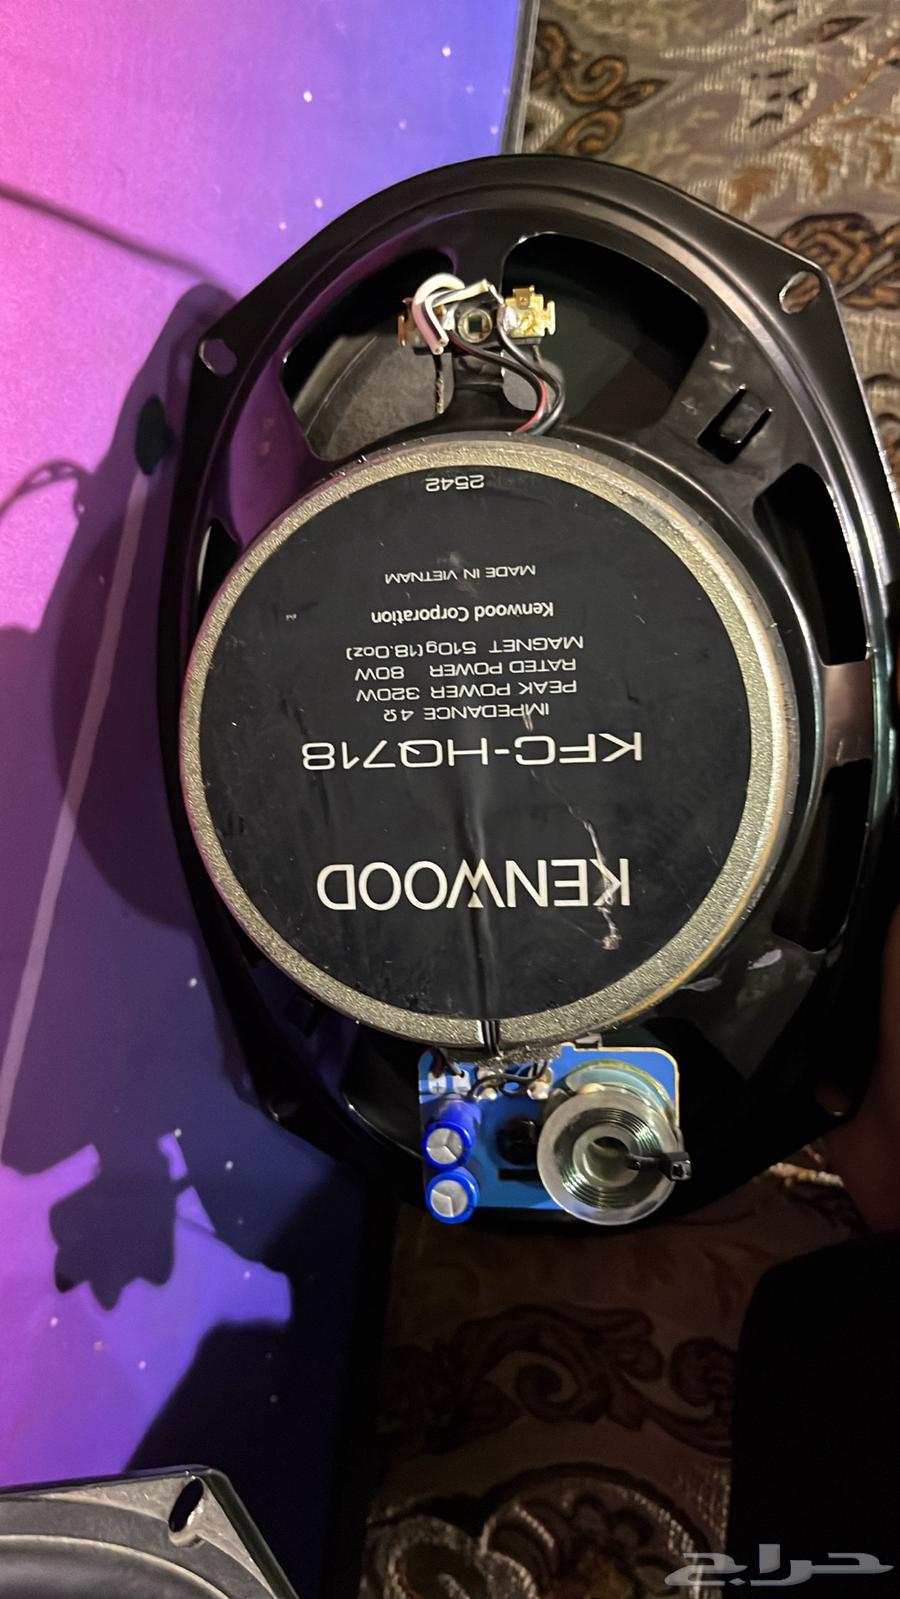 KENWOOD
KFC-HQ718
IMPEDANCE 4Ω
PEAK POWER 320W
RATED POWER 80W
MAGNET 510g(18.0oz)
Kenwood Corporation
MADE IN VIETNAM
2542
+ -
حراج